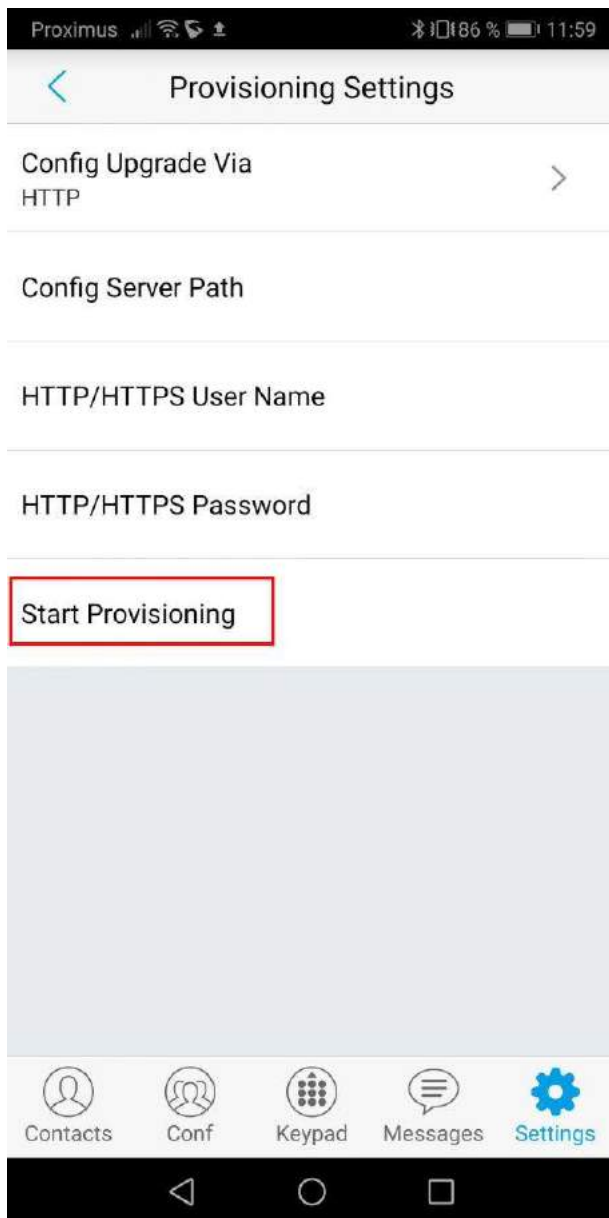 Proximus 86 % 11:59
Provisioning Settings
Config Upgrade Via
HTTP
Config Server Path
HTTP/HTTPS User Name
HTTP/HTTPS Password
Start Provisioning
Contacts Conf Keypad Messages Settings